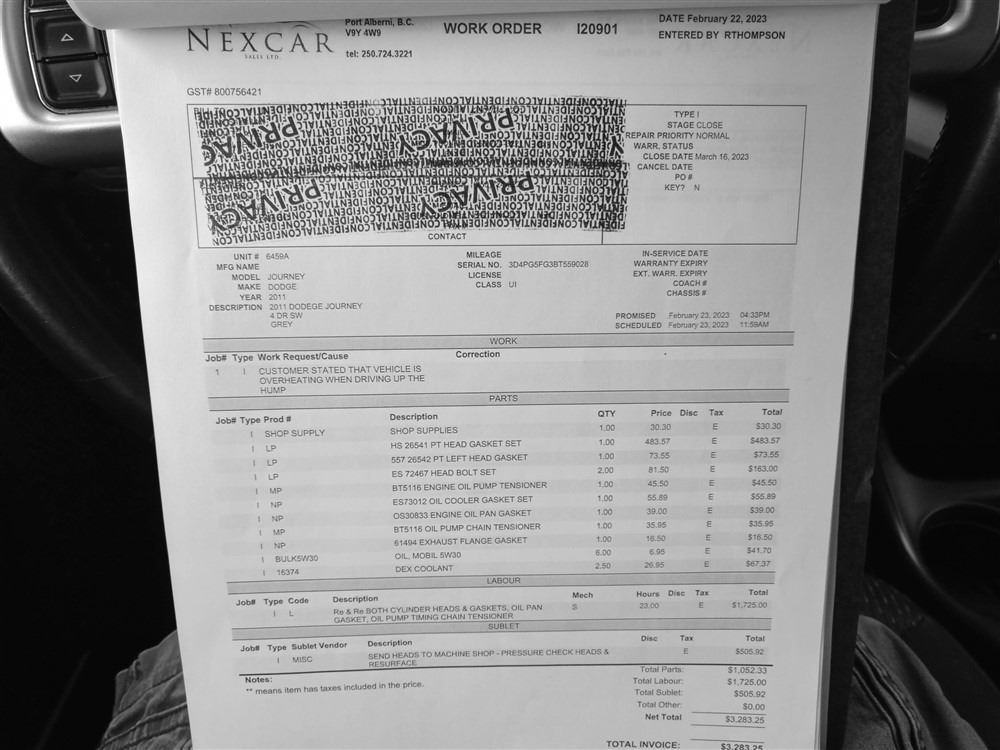 NEXCAR
SALES LTD.
Port Alberni, B.C.
V9Y 4W9
tel: 250.724.3221
WORK ORDER I20901
DATE February 22, 2023
ENTERED BY RTHOMPSON
GST# 800756421
BILL TO
PRIVACY PRIVACY
PRIVACY PRIVACY
CONFIDENTIAL
CONTACT
TYPE I
STAGE CLOSE
REPAIR PRIORITY NORMAL
WARR. STATUS
CLOSE DATE March 16, 2023
CANCEL DATE
PO #
KEY? N
UNIT # 6459A
MFG NAME
MODEL JOURNEY
MAKE DODGE
YEAR 2011
DESCRIPTION 2011 DODEGE JOURNEY
4 DR SW
GREY
MILEAGE
SERIAL NO. 3D4PG5FG3BT559028
LICENSE
CLASS UI
IN-SERVICE DATE
WARRANTY EXPIRY
EXT. WARR. EXPIRY
COACH #
CHASSIS #
PROMISED February 23, 2023 04:33PM
SCHEDULED February 23, 2023 11:59AM
WORK
Job# Type Work Request/Cause Correction
1 I CUSTOMER STATED THAT VEHICLE IS
OVERHEATING WHEN DRIVING UP THE
HUMP
PARTS
Job# Type Prod # Description QTY Price Disc Tax Total
I SHOP SUPPLY SHOP SUPPLIES 1.00 30.30 E $30.30
I LP HS 26541 PT HEAD GASKET SET 1.00 483.57 E $483.57
I LP 557 26542 PT LEFT HEAD GASKET 1.00 73.55 E $73.55
I LP ES 72467 HEAD BOLT SET 2.00 81.50 E $163.00
I MP BT5116 ENGINE OIL PUMP TENSIONER 1.00 45.50 E $45.50
I NP ES73012 OIL COOLER GASKET SET 1.00 55.89 E $55.89
I NP OS30833 ENGINE OIL PAN GASKET 1.00 39.00 E $39.00
I MP BT5116 OIL PUMP CHAIN TENSIONER 1.00 35.95 E $35.95
I NP 61494 EXHAUST FLANGE GASKET 1.00 16.50 E $16.50
I BULK5W30 OIL, MOBIL 5W30 6.00 6.95 E $41.70
I 16374 DEX COOLANT 2.50 26.95 E $67.37
LABOUR
Job# Type Code Description Mech Hours Disc Tax Total
I L Re & Re BOTH CYLINDER HEADS & GASKETS, OIL PAN S 23.00 E $1,725.00
GASKET, OIL PUMP TIMING CHAIN TENSIONER
SUBLET
Job# Type Sublet Vendor Description Disc Tax Total
I MISC SEND HEADS TO MACHINE SHOP - PRESSURE CHECK HEADS & E $505.92
RESURFACE
Notes:
** means item has taxes included in the price.
Total Parts: $1,052.33
Total Labour: $1,725.00
Total Sublet: $505.92
Total Other: $0.00
Net Total $3,283.25
TOTAL INVOICE: $3,283.25